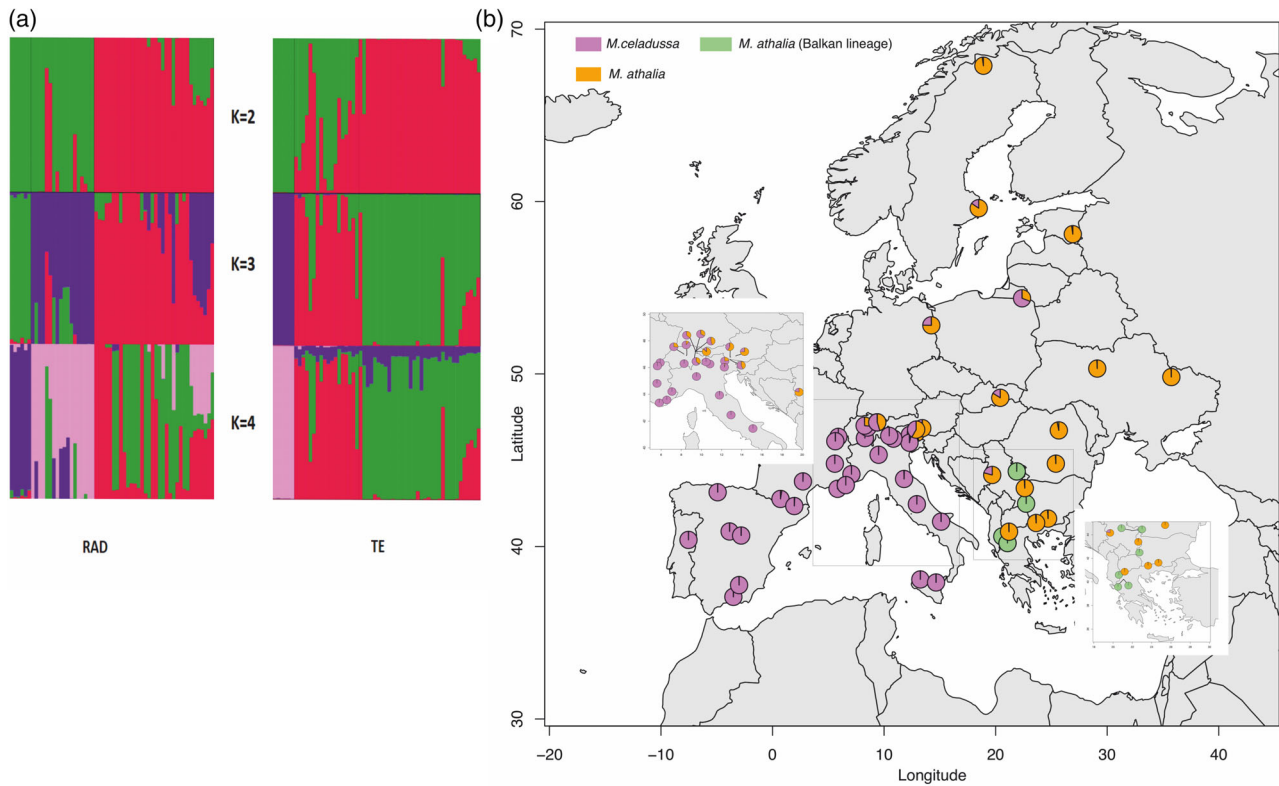 (a)
K=2
K=3
K=4
RAD
TE
(b)
M.celadussa
M. athalia (Balkan lineage)
M. athalia
70
60
50
40
30
Latitude
−20
−10
0
10
20
30
40
Longitude